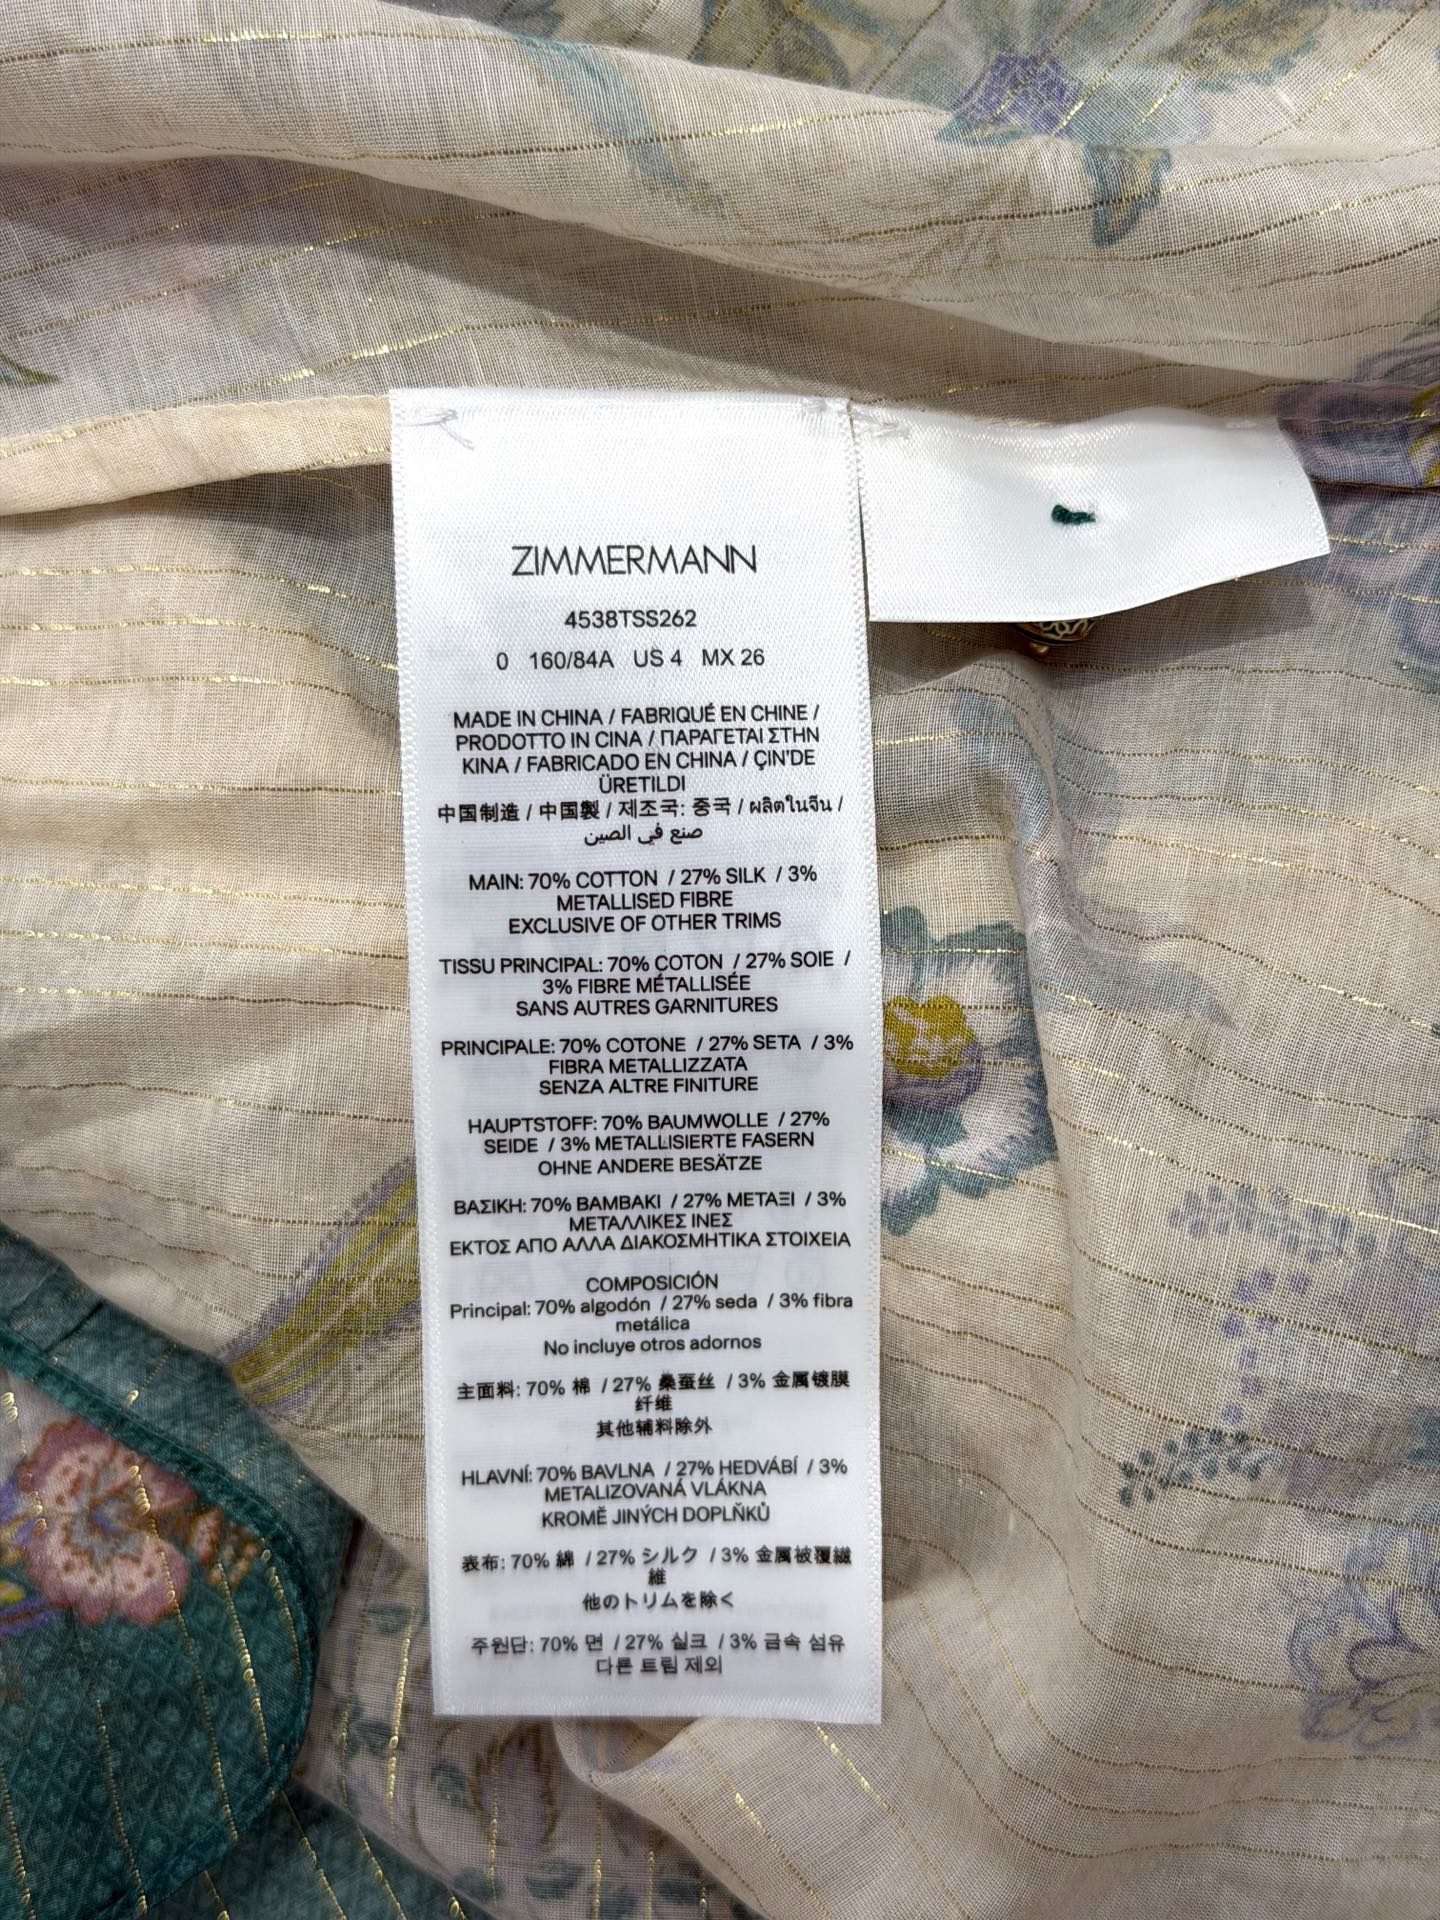 ZIMMERMANN
4538TSS262
0 160/84A US 4 MX 26
MADE IN CHINA / FABRIQUÉ EN CHINE /
PRODOTTO IN CINA / ΠΑΡΑΓΕΤΑΙ ΣΤΗΝ
ΚΙΝΑ / FABRICADO EN CHINA / ÇIN'DE
ÜRETILDI
中国制造 / 中国製 / 제조국: 중국 / ผลิตในจีน /
صنع في الصين
MAIN: 70% COTTON / 27% SILK / 3%
METALLISED FIBRE
EXCLUSIVE OF OTHER TRIMS
TISSU PRINCIPAL: 70% COTON / 27% SOIE /
3% FIBRE MÉTALLISÉE
SANS AUTRES GARNITURES
PRINCIPALE: 70% COTONE / 27% SETA / 3%
FIBRA METALLIZZATA
SENZA ALTRE FINITURE
HAUPTSTOFF: 70% BAUMWOLLE / 27%
SEIDE / 3% METALLISIERTE FASERN
OHNE ANDERE BESÄTZE
ΒΑΣΙΚΗ: 70% ΒΑΜΒΑΚΙ / 27% ΜΕΤΑΞΙ / 3%
ΜΕΤΑΛΛΙΚΕΣ ΙΝΕΣ
ΕΚΤΟΣ ΑΠΟ ΑΛΛΑ ΔΙΑΚΟΣΜΗΤΙΚΑ ΣΤΟΙΧΕΙΑ
COMPOSICIÓN
Principal: 70% algodón / 27% seda / 3% fibra
metálica
No incluye otros adornos
主面料: 70% 棉 / 27% 桑蚕丝 / 3% 金属镀膜
纤维
其他辅料除外
HLAVNÍ: 70% BAVLNA / 27% HEDVÁBÍ / 3%
METALIZOVANÁ VLÁKNA
KROMĚ JINÝCH DOPLŇKŮ
表布: 70% 綿 / 27% シルク / 3% 金属被覆繊
維
他のトリムを除く
주원단: 70% 면 / 27% 실크 / 3% 금속 섬유
다른 트림 제외